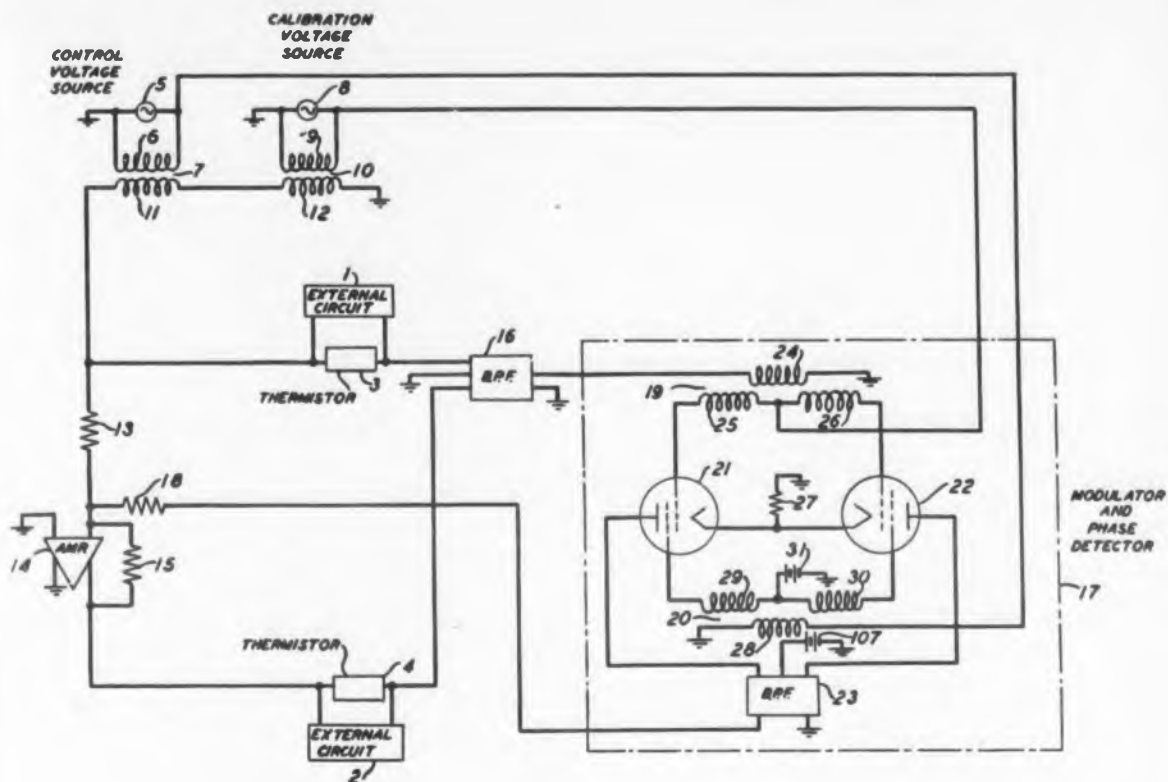 CALIBRATION
VOLTAGE
SOURCE
CONTROL
VOLTAGE
SOURCE
5
8
6
7
9
10
11
12
1
EXTERNAL
CIRCUIT
16
B.P.F.
THERMISTOR
3
24
19
25
26
13
18
21
22
27
14
AMP.
15
31
29
30
20
28
107
MODULATOR
AND
PHASE
DETECTOR
17
THERMISTOR
4
B.P.F.
23
EXTERNAL
CIRCUIT
2